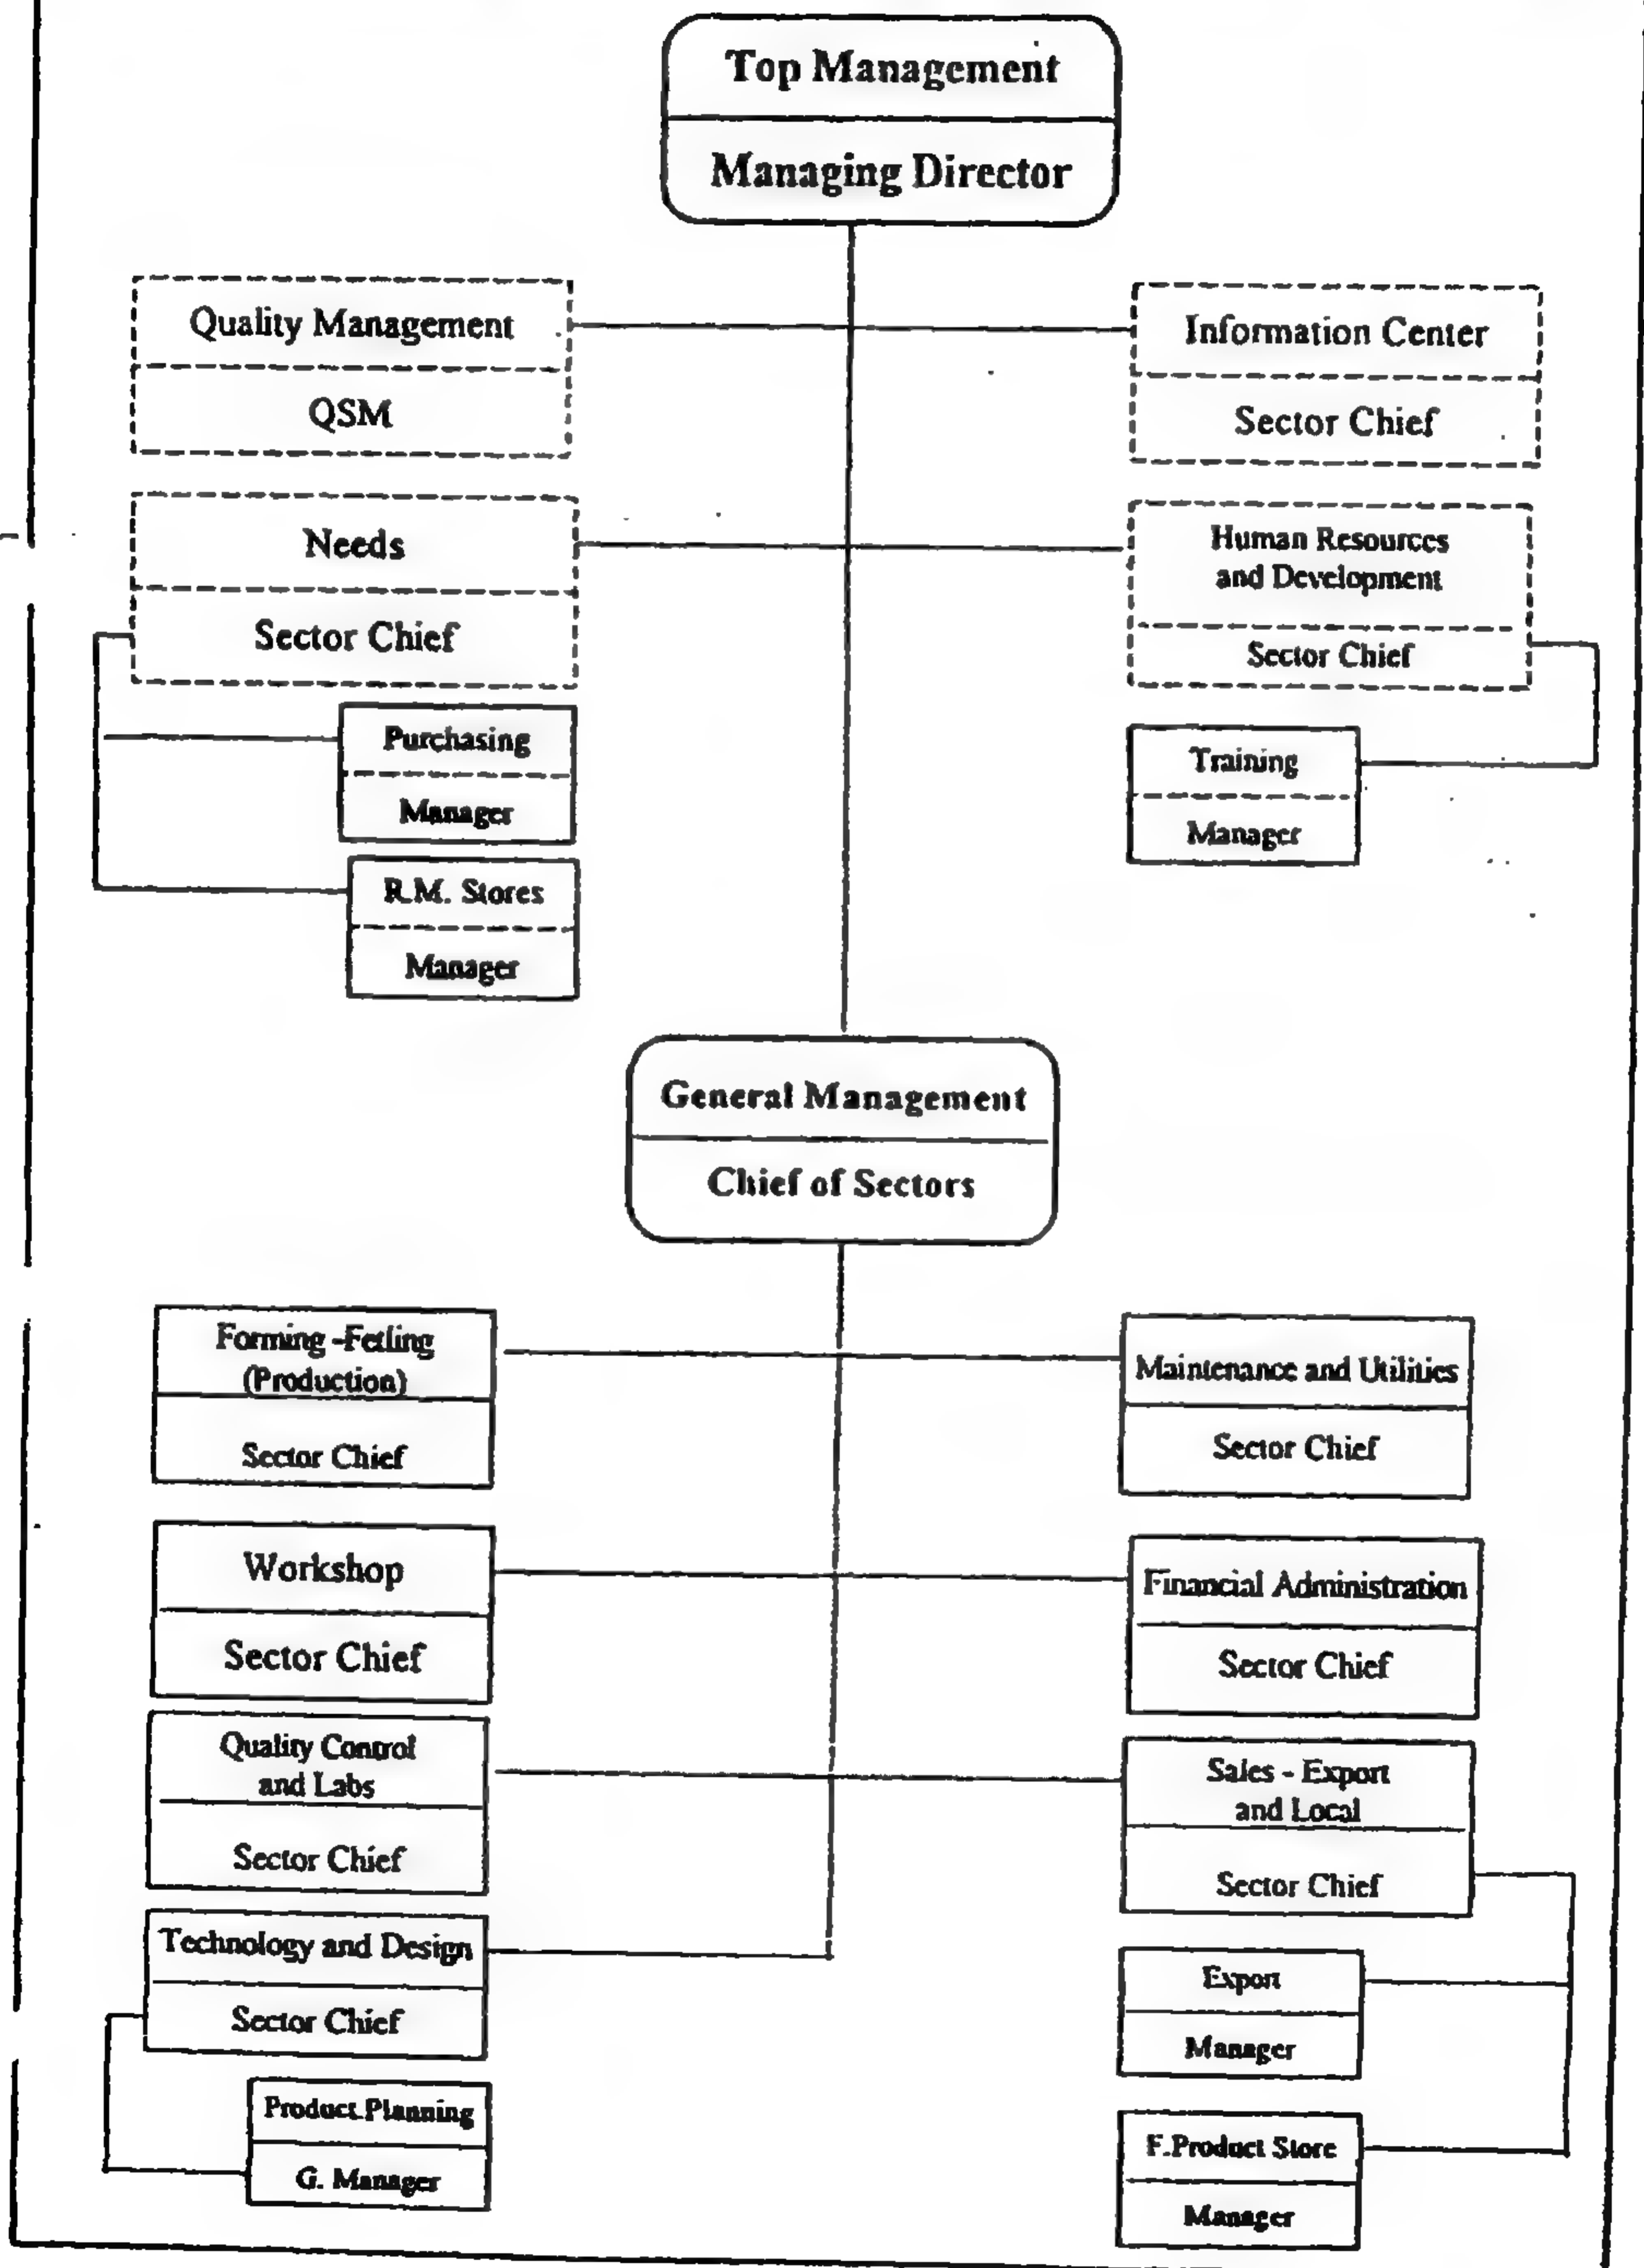 Top Management
Managing Director
Quality Management
QSM
Information Center
Sector Chief
Needs
Sector Chief
Human Resources
and Development
Sector Chief
Purchasing
Manager
Training
Manager
R.M. Stores
Manager
General Management
Chief of Sectors
Forming -Fetling
(Production)
Sector Chief
Maintenance and Utilities
Sector Chief
Workshop
Sector Chief
Financial Administration
Sector Chief
Quality Control
and Labs
Sector Chief
Sales - Export
and Local
Sector Chief
Technology and Design
Sector Chief
Export
Manager
Product Planning
G. Manager
F.Product Store
Manager